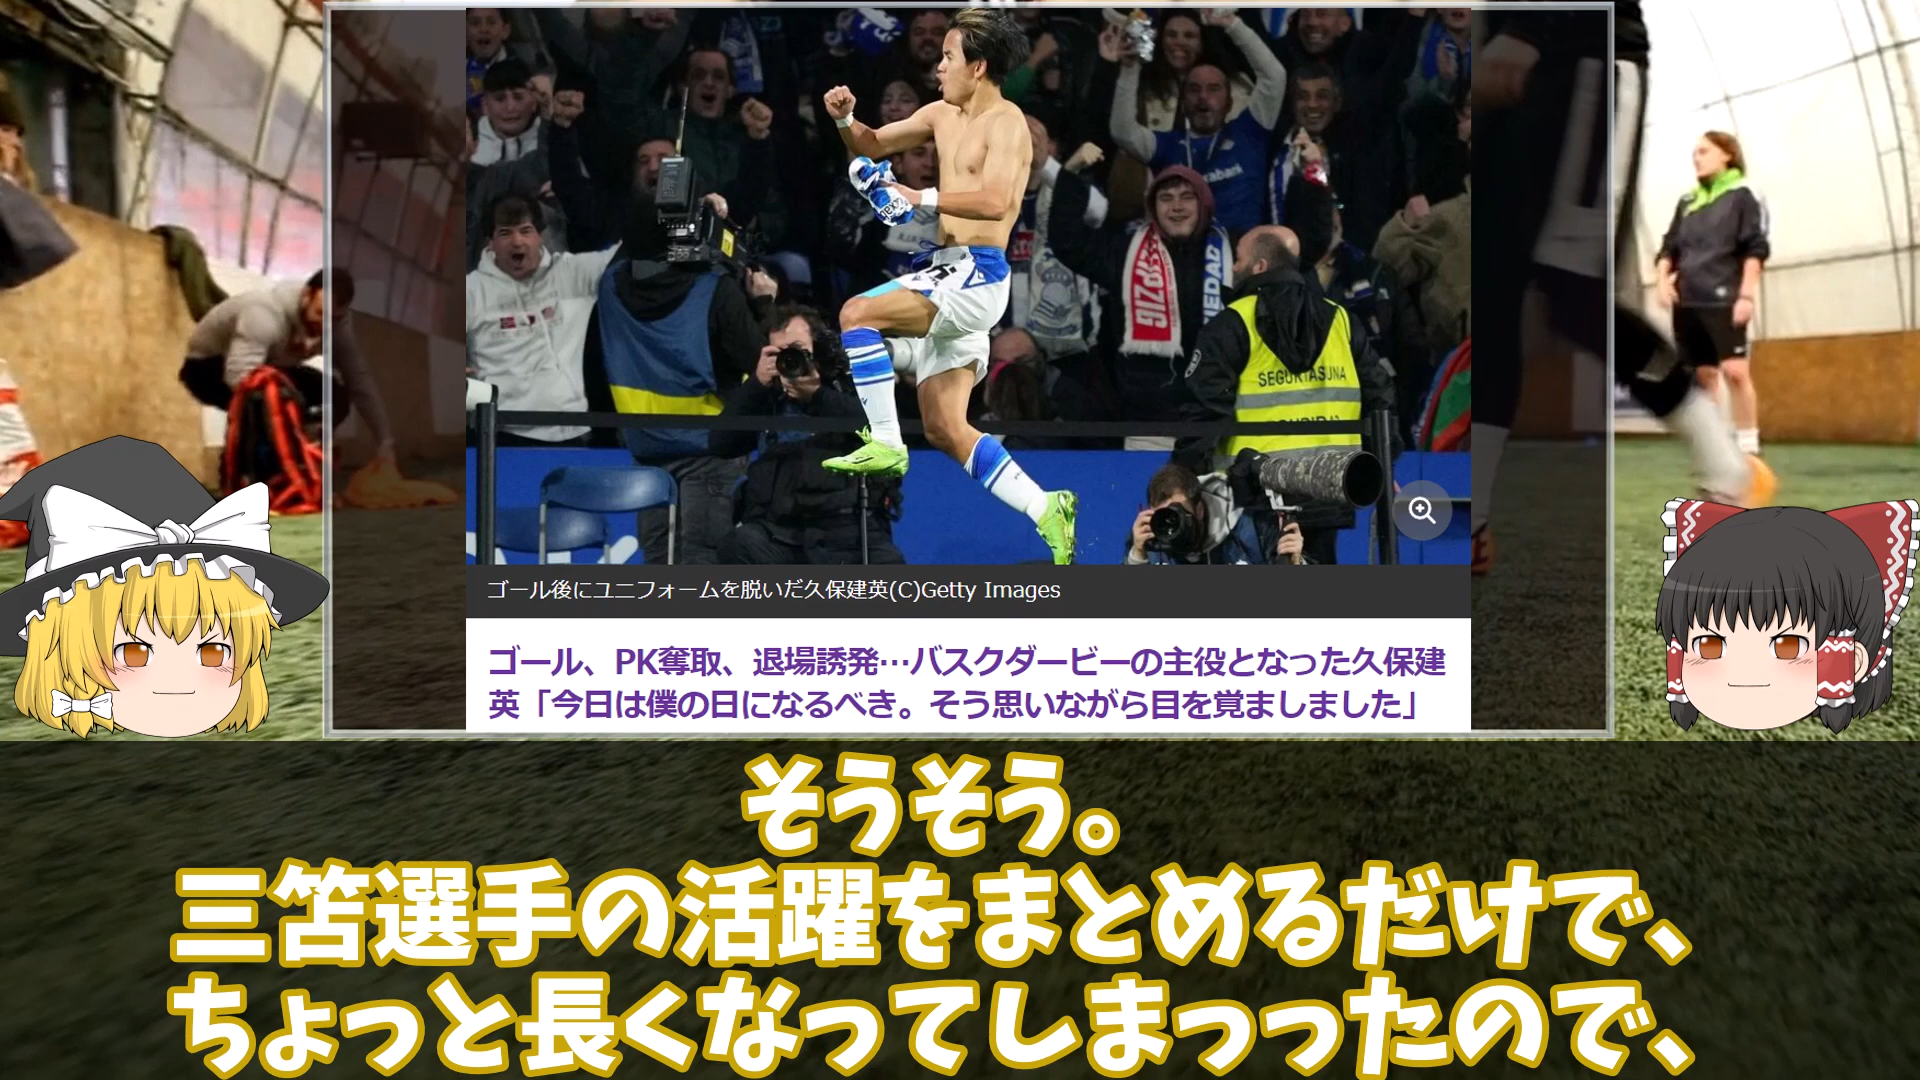 GIZPIG
IEDAD
SEGURTASUNA
ゴール後にユニフォームを脱いだ久保建英(C)Getty Images
ゴール、PK奪取、退場誘発…バスクダービーの主役となった久保建
英「今日は僕の日になるべき。そう思いながら目を覚ましました」
そうそう。
三笘選手の活躍をまとめるだけで、
ちょっと長くなってしまっったので、